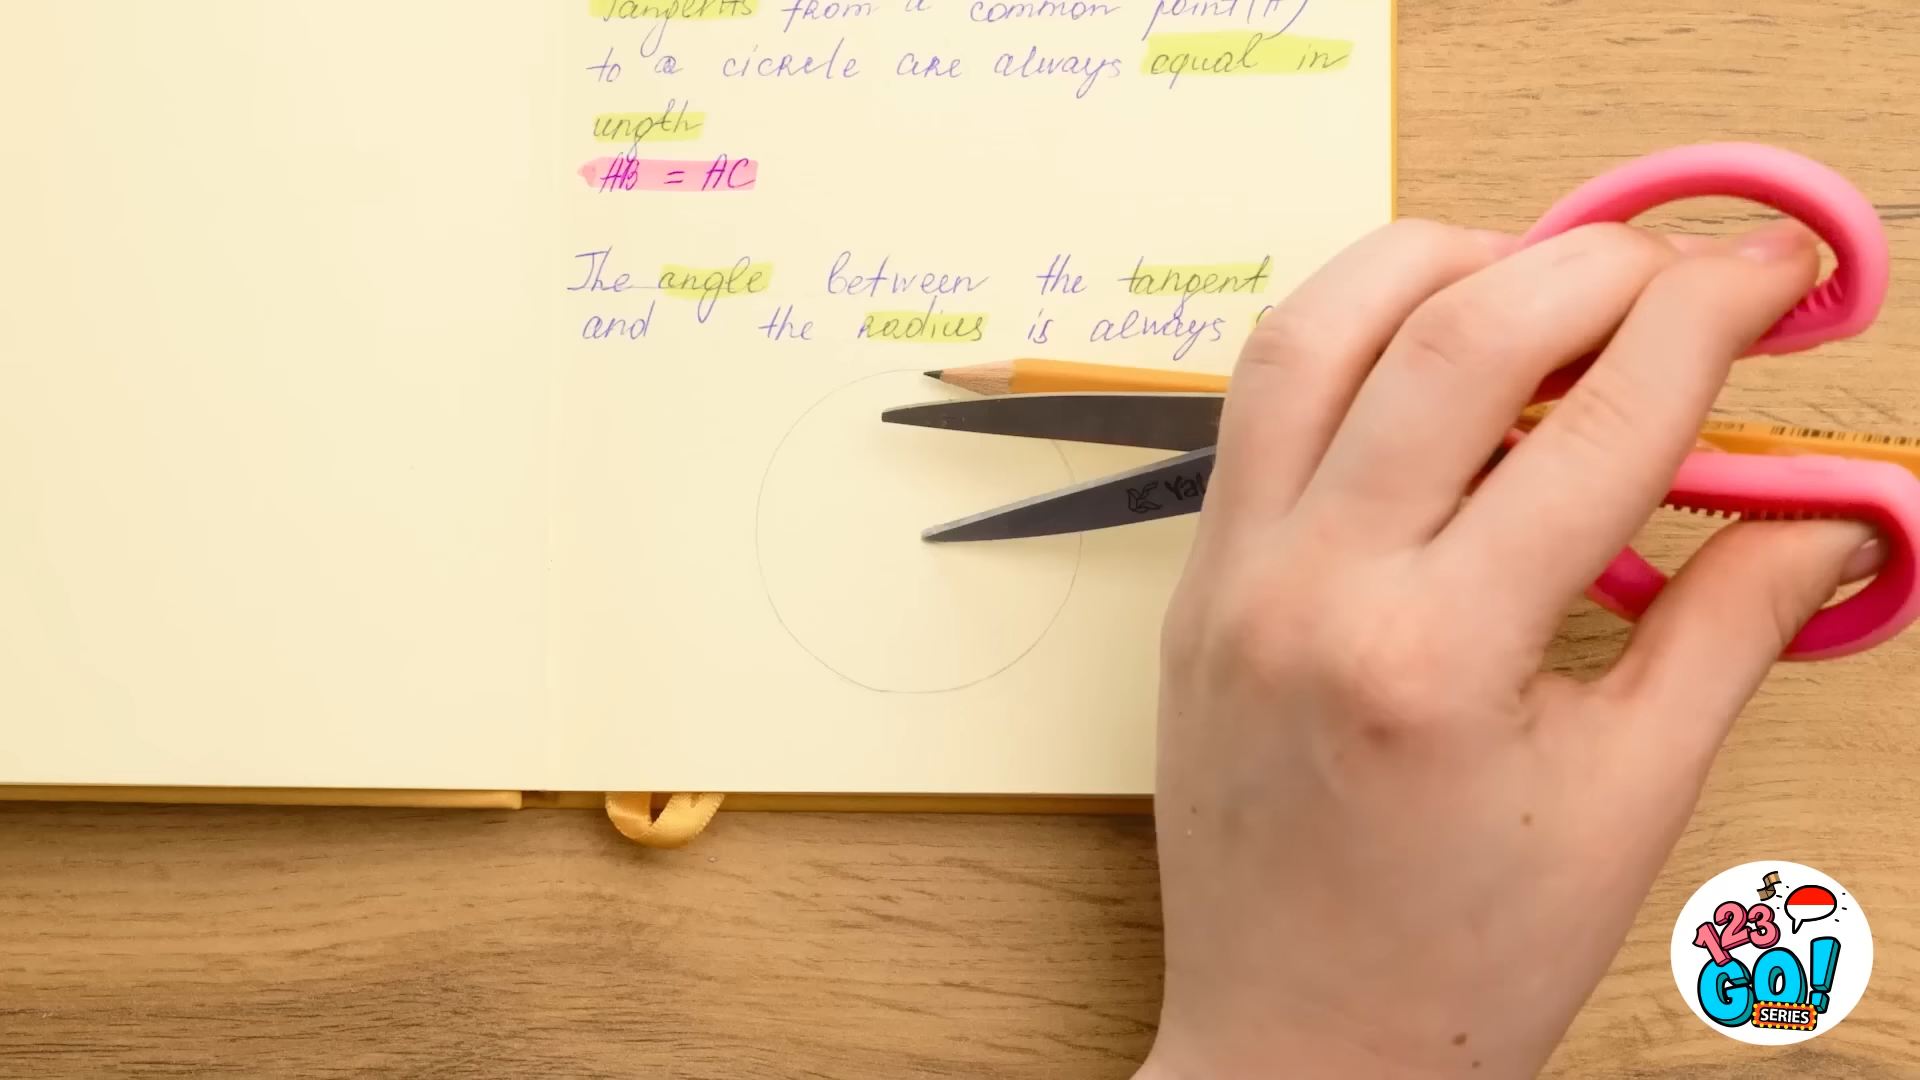 Tangents from a common point (A)
to a cicrcle are always equal in
ungth
AB = AC
The angle between the tangent
and the radius is always
Yal
123
GO!
SERIES